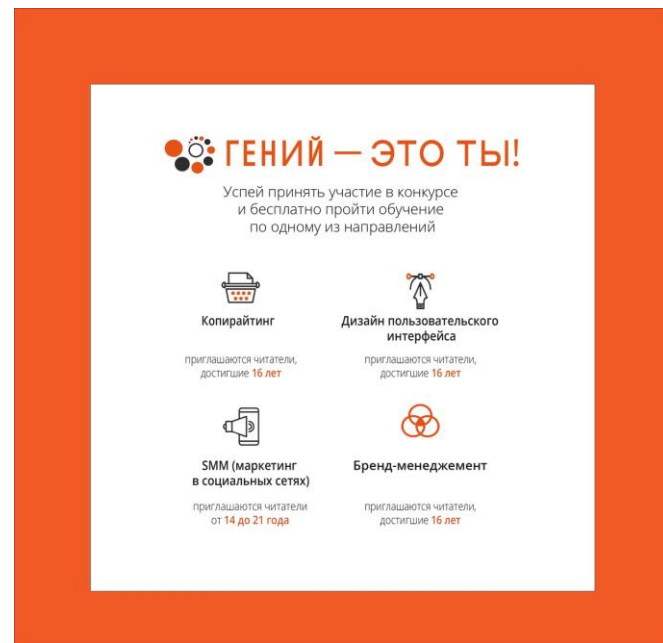 ГЕНИЙ — ЭТО ТЫ!
Успей принять участие в конкурсе
и бесплатно пройти обучение
по одному из направлений
Копирайтинг
приглашаются читатели,
достигшие 16 лет
Дизайн пользовательского
интерфейса
приглашаются читатели,
достигшие 16 лет
SMM (маркетинг
в социальных сетях)
приглашаются читатели
от 14 до 21 года
Бренд-менеджемент
приглашаются читатели,
достигшие 16 лет